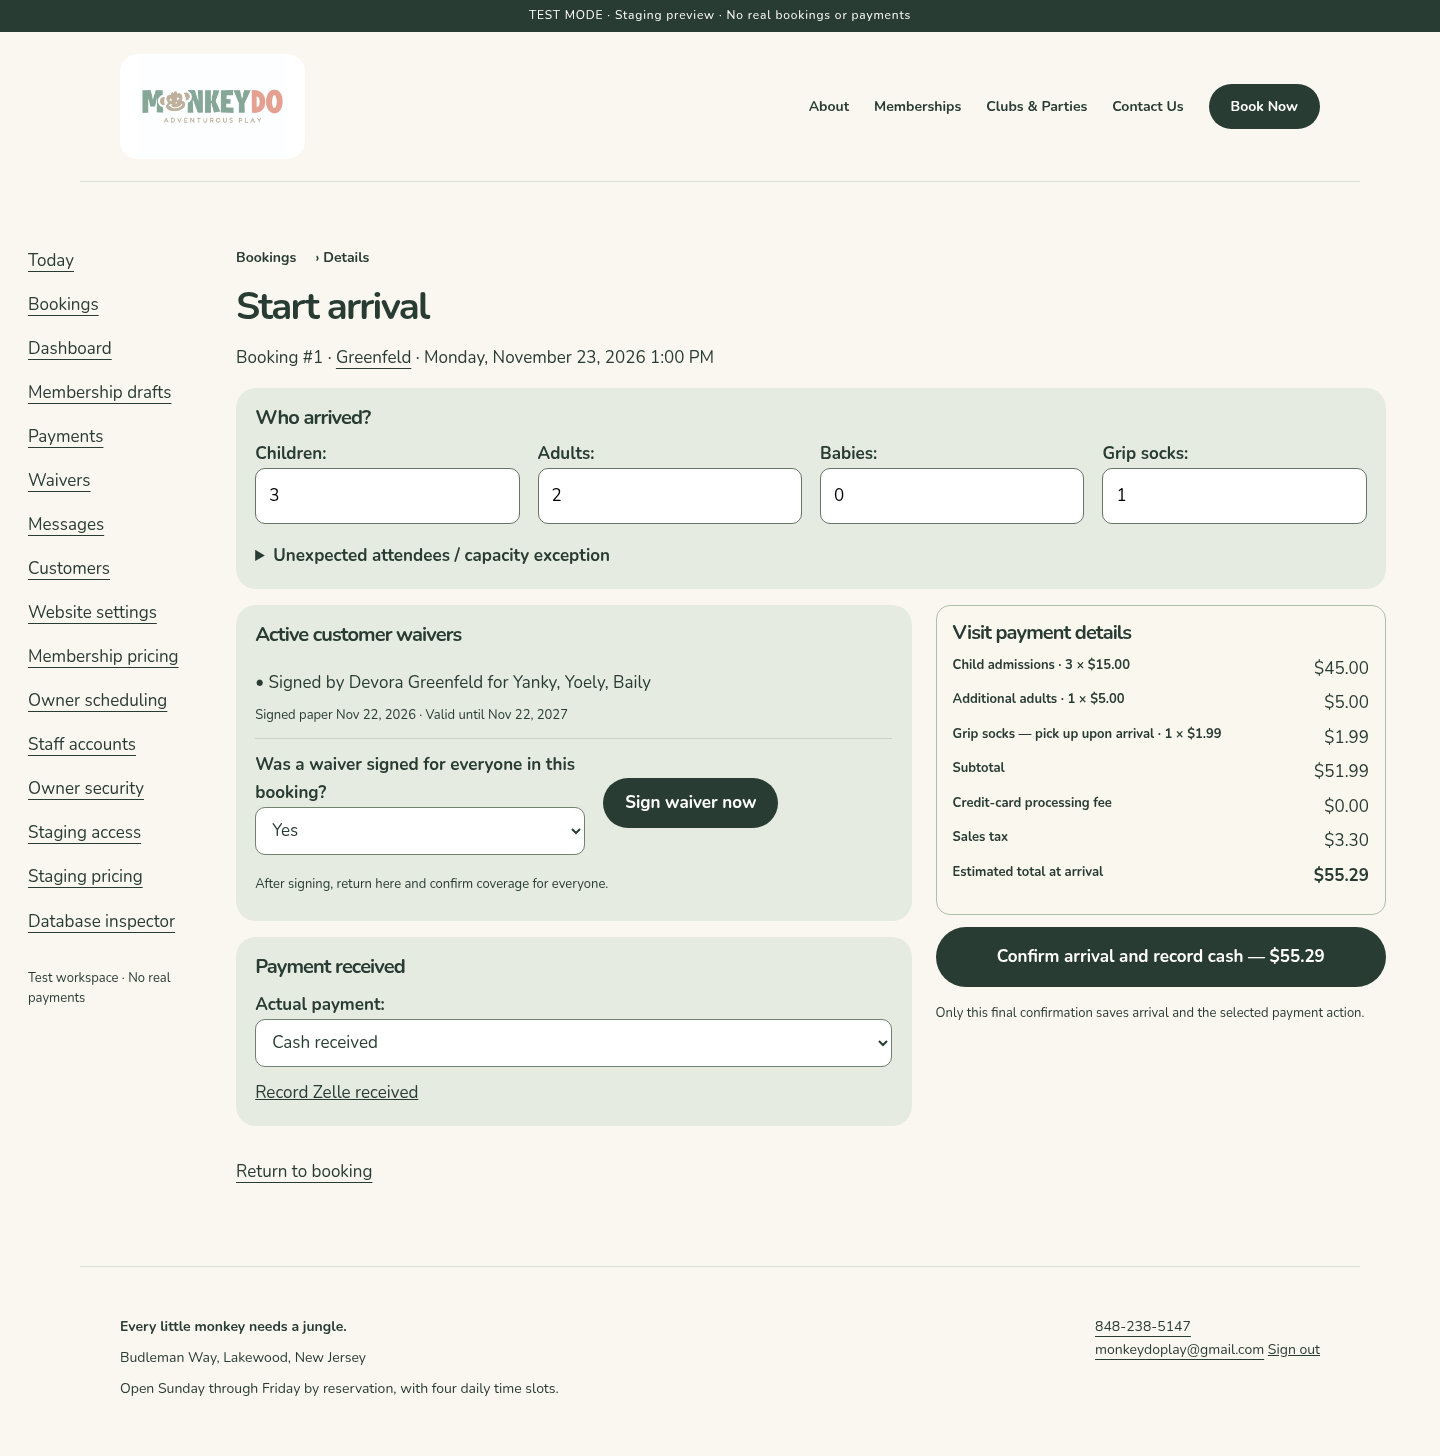 TEST MODE · Staging preview · No real bookings or payments
MONKEYDO
ADVENTUROUS PLAY
About Memberships Clubs & Parties Contact Us Book Now
Today
Bookings
Dashboard
Membership drafts
Payments
Waivers
Messages
Customers
Website settings
Membership pricing
Owner scheduling
Staff accounts
Owner security
Staging access
Staging pricing
Database inspector
Test workspace · No real
payments
Bookings › Details
Start arrival
Booking #1 · Greenfeld · Monday, November 23, 2026 1:00 PM
Who arrived?
Children: Adults: Babies: Grip socks:
3 2 0 1
Unexpected attendees / capacity exception
Active customer waivers
• Signed by Devora Greenfeld for Yanky, Yoely, Baily
Signed paper Nov 22, 2026 · Valid until Nov 22, 2027
Was a waiver signed for everyone in this
booking?
Yes
Sign waiver now
After signing, return here and confirm coverage for everyone.
Payment received
Actual payment:
Cash received
Record Zelle received
Visit payment details
Child admissions · 3 × $15.00 $45.00
Additional adults · 1 × $5.00 $5.00
Grip socks — pick up upon arrival · 1 × $1.99 $1.99
Subtotal $51.99
Credit-card processing fee $0.00
Sales tax $3.30
Estimated total at arrival $55.29
Confirm arrival and record cash — $55.29
Only this final confirmation saves arrival and the selected payment action.
Return to booking
Every little monkey needs a jungle.
Budleman Way, Lakewood, New Jersey
Open Sunday through Friday by reservation, with four daily time slots.
848-238-5147
monkeydoplay@gmail.com Sign out